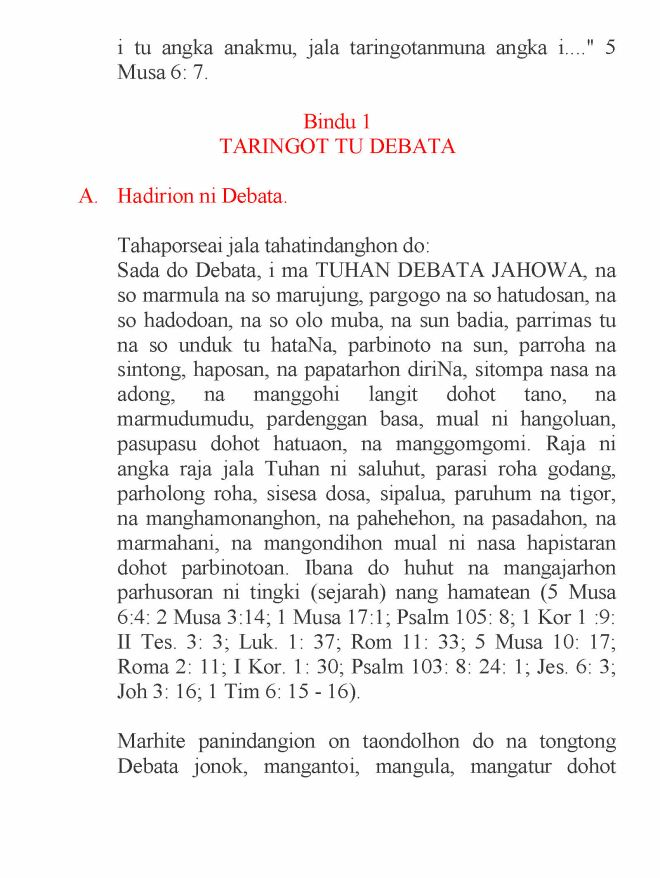 i tu angka anakmu, jala taringotanmuna angka i...." 5
Musa 6: 7.
Bindu 1
TARINGOT TU DEBATA
A. Hadirion ni Debata.
Tahaporseai jala tahatindanghon do:
Sada do Debata, i ma TUHAN DEBATA JAHOWA, na
so marmula na so marujung, pargogo na so hatudosan, na
so hadodoan, na so olo muba, na sun badia, parrimas tu
na so unduk tu hataNa, parbinoto na sun, parroha na
sintong, haposan, na papatarhon diriNa, sitompa nasa na
adong, na manggohi langit dohot tano, na
marmudumudu, pardenggan basa, mual ni hangoluan,
pasupasu dohot hatuaon, na manggomgomi. Raja ni
angka raja jala Tuhan ni saluhut, parasi roha godang,
parholong roha, sisesa dosa, sipalua, paruhum na tigor,
na manghamonanghon, na pahehehon, na pasadahon, na
marmahani, na mangondihon mual ni nasa hapistaran
dohot parbinotoan. Ibana do huhut na mangajarhon
parhusoran ni tingki (sejarah) nang hamatean (5 Musa
6:4: 2 Musa 3:14; 1 Musa 17:1; Psalm 105: 8; 1 Kor 1 :9:
II Tes. 3: 3; Luk. 1: 37; Rom 11: 33; 5 Musa 10: 17;
Roma 2: 11; I Kor. 1: 30; Psalm 103: 8: 24: 1; Jes. 6: 3;
Joh 3: 16; 1 Tim 6: 15 - 16).
Marhite panindangion on taondolhon do na tongtong
Debata jonok, mangantoi, mangula, mangatur dohot